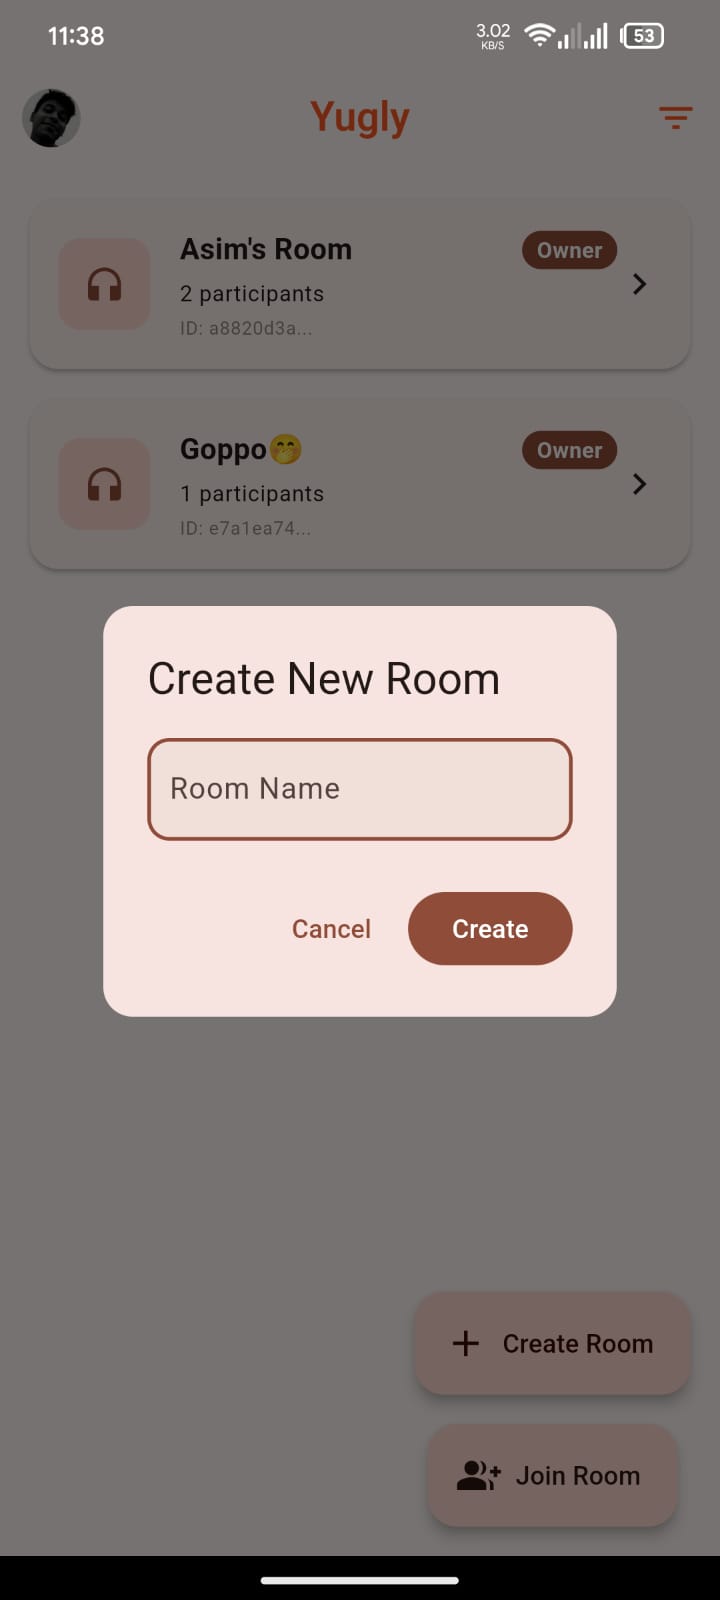 11:38
3.02
KB/S
53
Yugly
Asim's Room
Owner
2 participants
ID: a8820d3a...
Goppo🤭
Owner
1 participants
ID: e7a1ea74...
Create New Room
Room Name
Cancel
Create
Create Room
Join Room